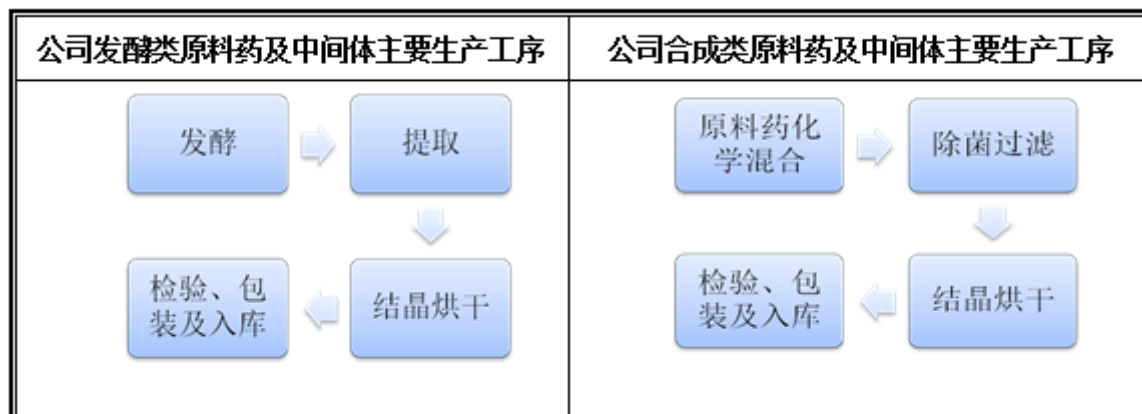 公司发酵类原料药及中间体主要生产工序
公司合成类原料药及中间体主要生产工序
发酵
提取
结晶烘干
检验、包
装及入库
原料药化
学混合
除菌过滤
结晶烘干
检验、包
装及入库